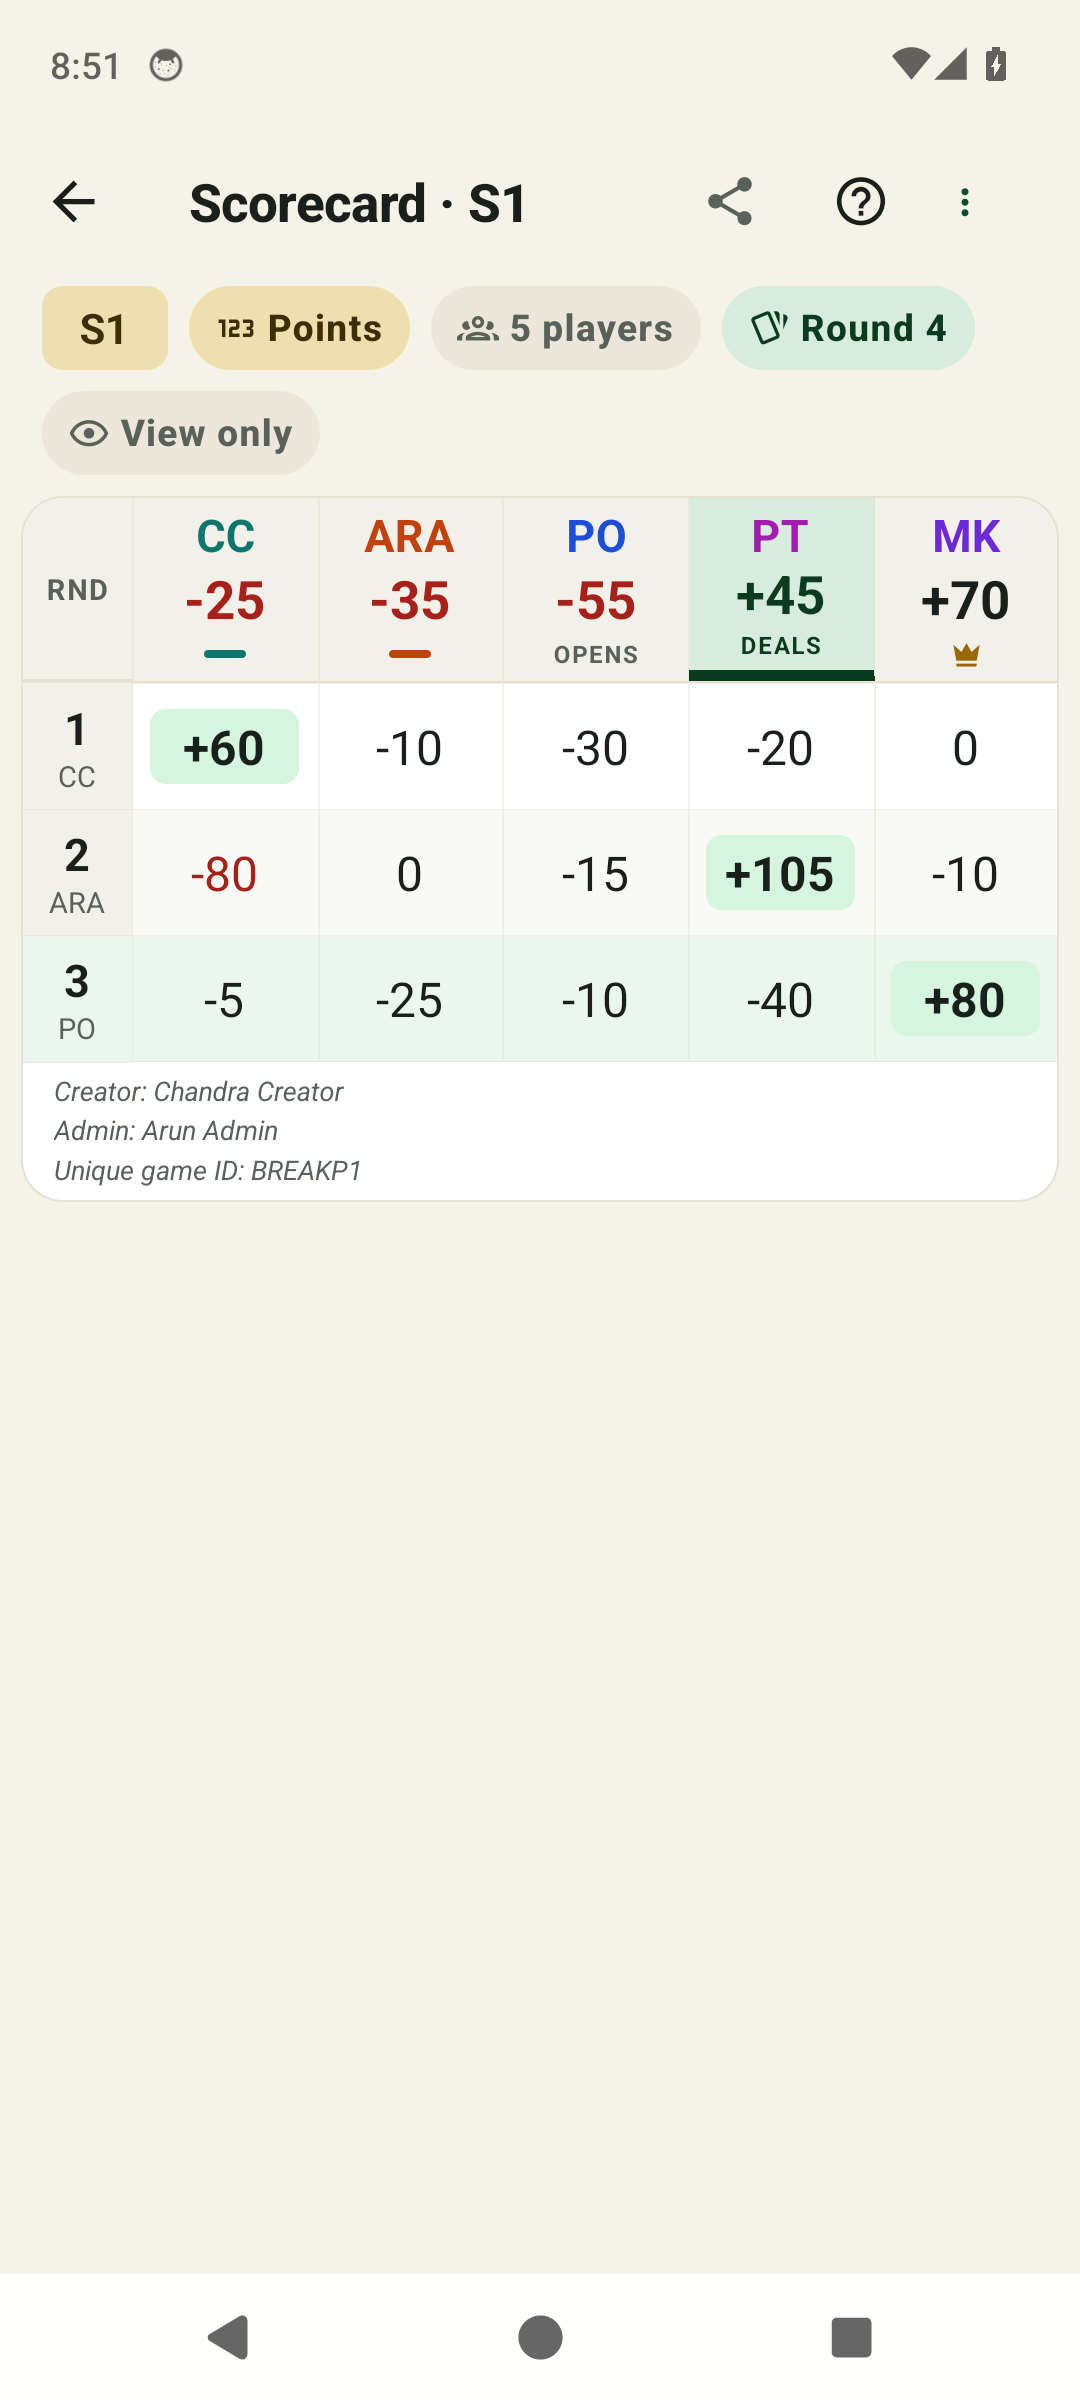 8:51
Scorecard · S1
S1
123 Points
5 players
Round 4
View only
RND
CC
ARA
PO
PT
MK
-25
-35
-55
+45
+70
OPENS
DEALS
1
CC
+60
-10
-30
-20
0
2
ARA
-80
0
-15
+105
-10
3
PO
-5
-25
-10
-40
+80
Creator: Chandra Creator
Admin: Arun Admin
Unique game ID: BREAKP1